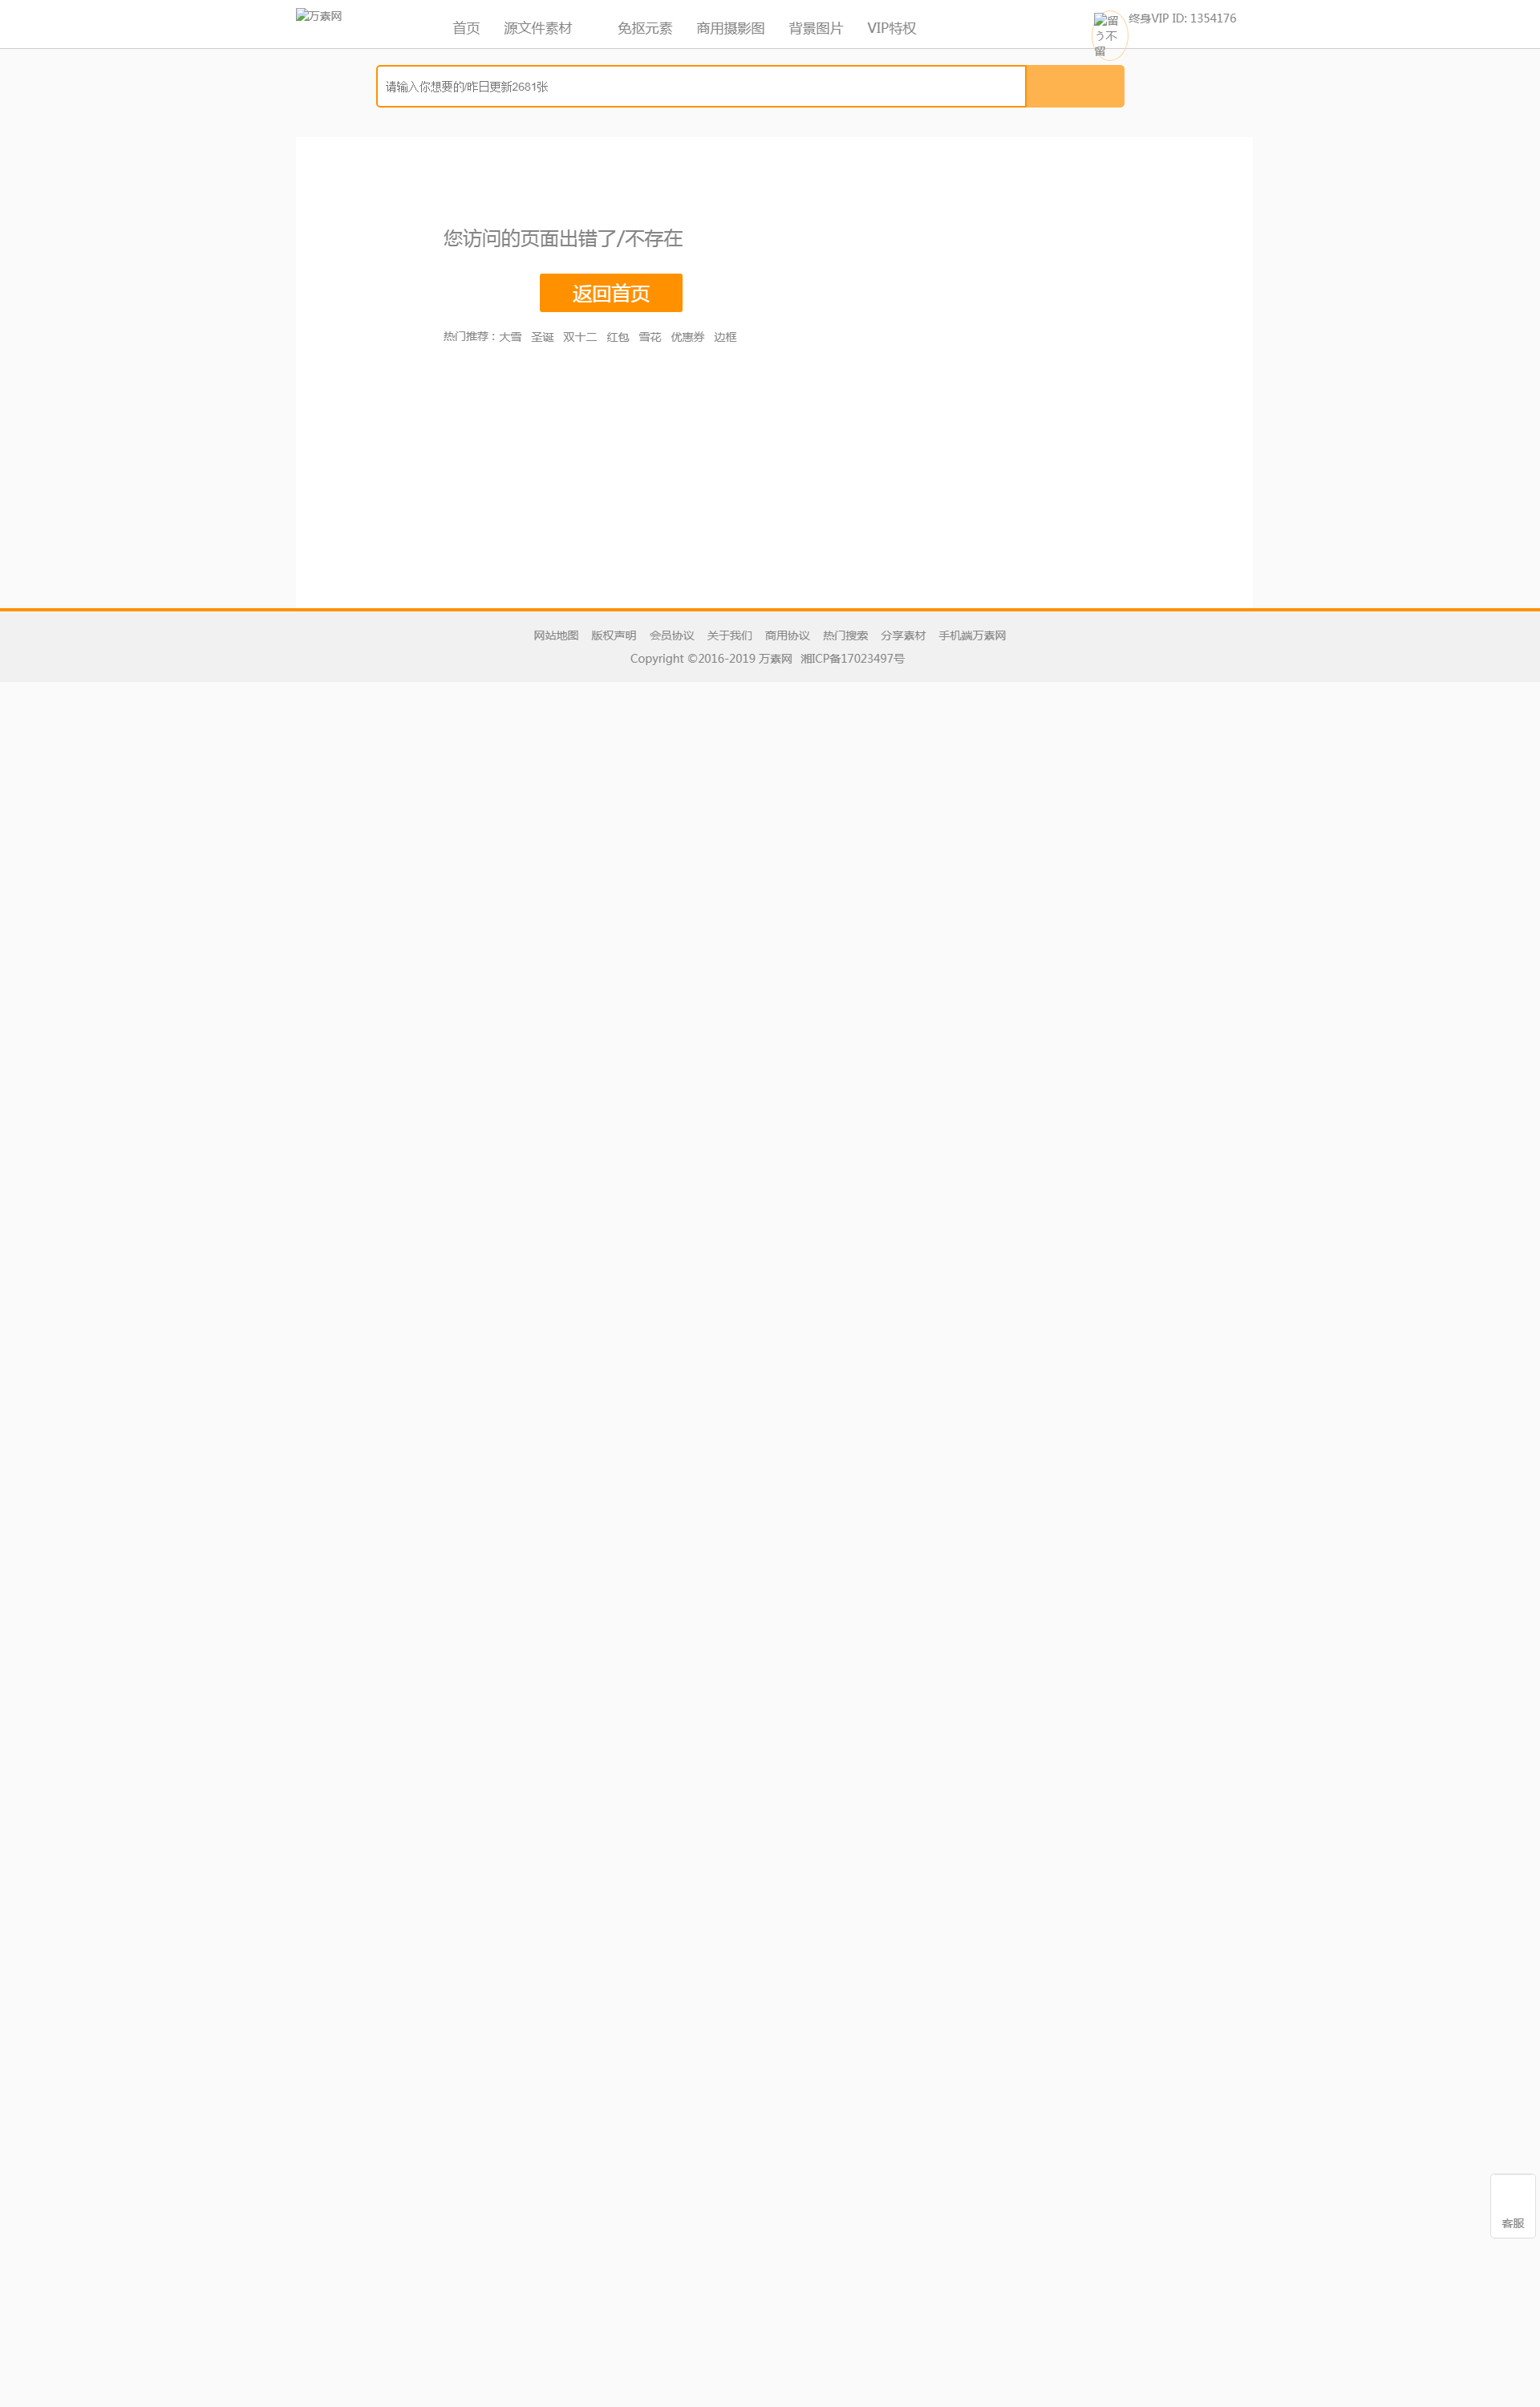 万素网
首页 源文件素材 免抠元素 商用摄影图 背景图片 VIP特权
留う不留
终身VIP ID: 1354176
请输入你想要的/昨日更新2681张
您访问的页面出错了/不存在
返回首页
热门推荐：大雪 圣诞 双十二 红包 雪花 优惠券 边框
网站地图 版权声明 会员协议 关于我们 商用协议 热门搜索 分享素材 手机端万素网
Copyright ©2016-2019 万素网 湘ICP备17023497号
客服